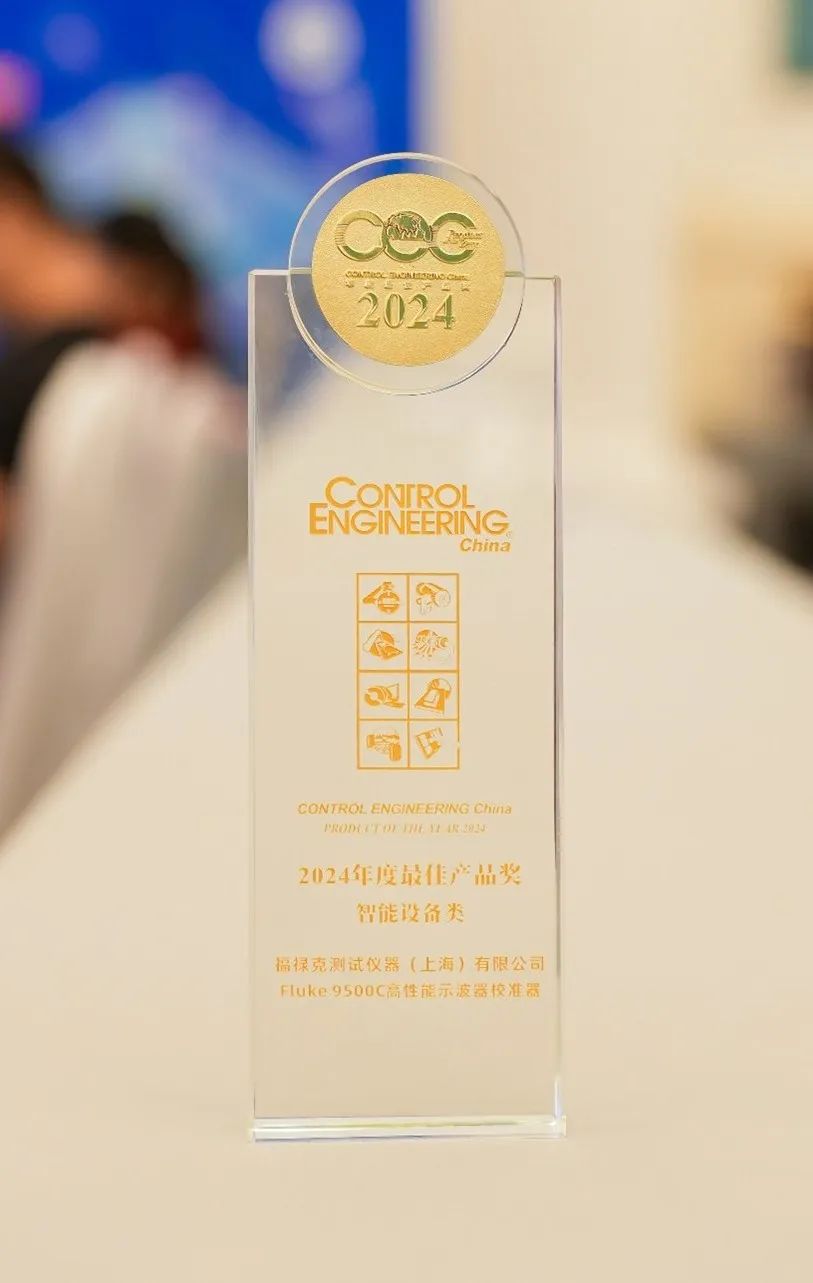 CEC
CONTROL ENGINEERING China
2024
CONTROL
ENGINEERING®
China
CONTROL ENGINEERING China
PRODUCT OF THE YEAR 2024
2024年度最佳产品奖
智能设备类
福禄克测试仪器（上海）有限公司
Fluke 9500C高性能示波器校准器